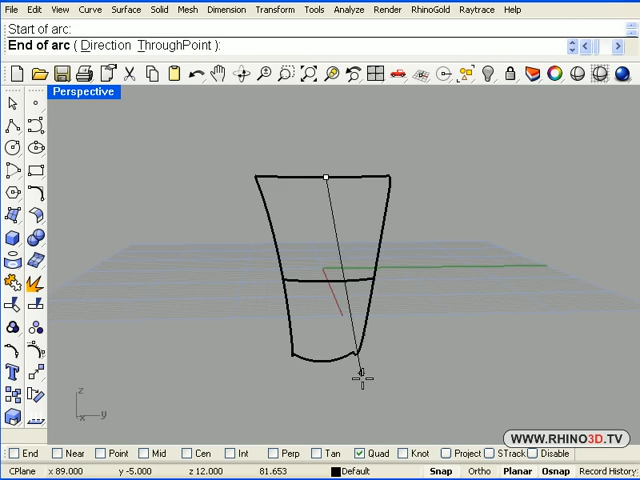 File Edit View Curve Surface Solid Mesh Dimension Transform Tools Analyze Render RhinoGold Raytrace Help
Start of arc:
End of arc ( Direction ThroughPoint ):
Perspective
z
x y
WWW.RHINO3D.TV
End Near Point Mid Cen Int Perp Tan Quad Knot Project STrack Disable
CPlane x 89.000 y -5.000 z 12.000 81.653 Default Snap Ortho Planar Osnap Record History